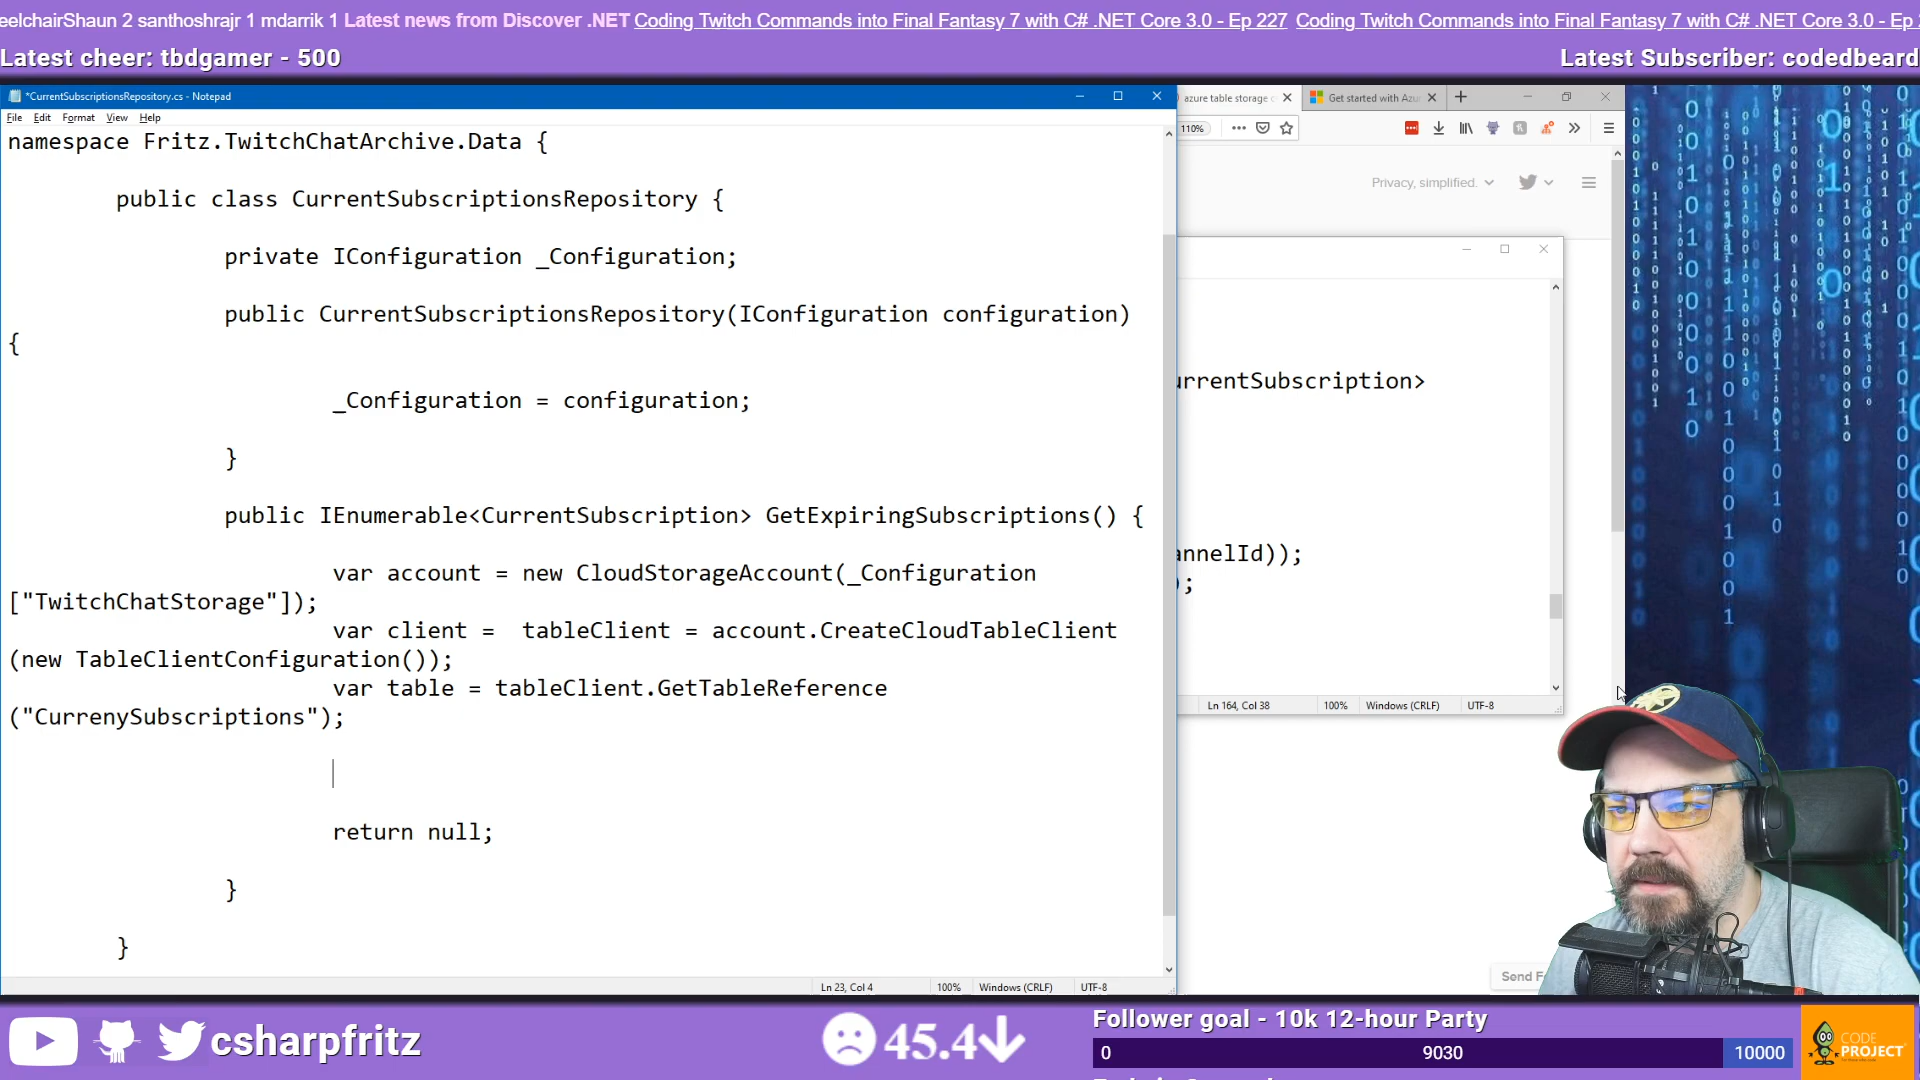 eelchairShaun 2 santhoshrajr 1 mdarrik 1 Latest news from Discover .NET Coding Twitch Commands into Final Fantasy 7 with C# .NET Core 3.0 - Ep 227 Coding Twitch Commands into Final Fantasy 7 with C# .NET Core 3.0 - Ep
Latest cheer: tbdgamer - 500
Latest Subscriber: codedbeard
*CurrentSubscriptionsRepository.cs - Notepad
azure table storage
Get started with Azu
File Edit Format View Help
110%
namespace Fritz.TwitchChatArchive.Data {
public class CurrentSubscriptionsRepository {
private IConfiguration _Configuration;
public CurrentSubscriptionsRepository(IConfiguration configuration)
{
_Configuration = configuration;
}
public IEnumerable<CurrentSubscription> GetExpiringSubscriptions() {
var account = new CloudStorageAccount(_Configuration
["TwitchChatStorage"]);
var client =  tableClient = account.CreateCloudTableClient
(new TableClientConfiguration());
var table = tableClient.GetTableReference
("CurrenySubscriptions");
return null;
}
}
Ln 23, Col 4
100%
Windows (CRLF)
UTF-8
Privacy, simplified.
urrentSubscription>
annelId));
);
Ln 164, Col 38
100%
Windows (CRLF)
UTF-8
Send Fe
csharpfritz
45.4
Follower goal - 10k 12-hour Party
0
9030
10000
CODE
PROJECT